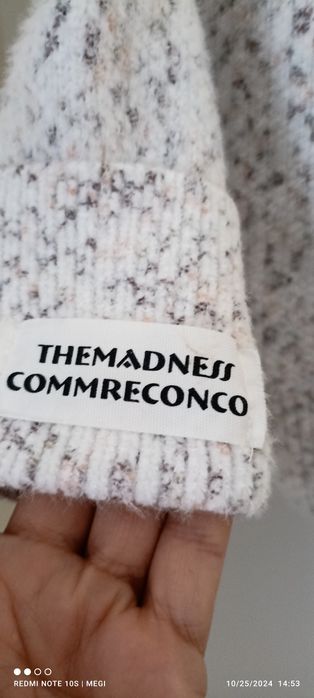 THEMADNESS
COMMRECONCO
REDMI NOTE 10S | MEGI
10/25/2024 14:53